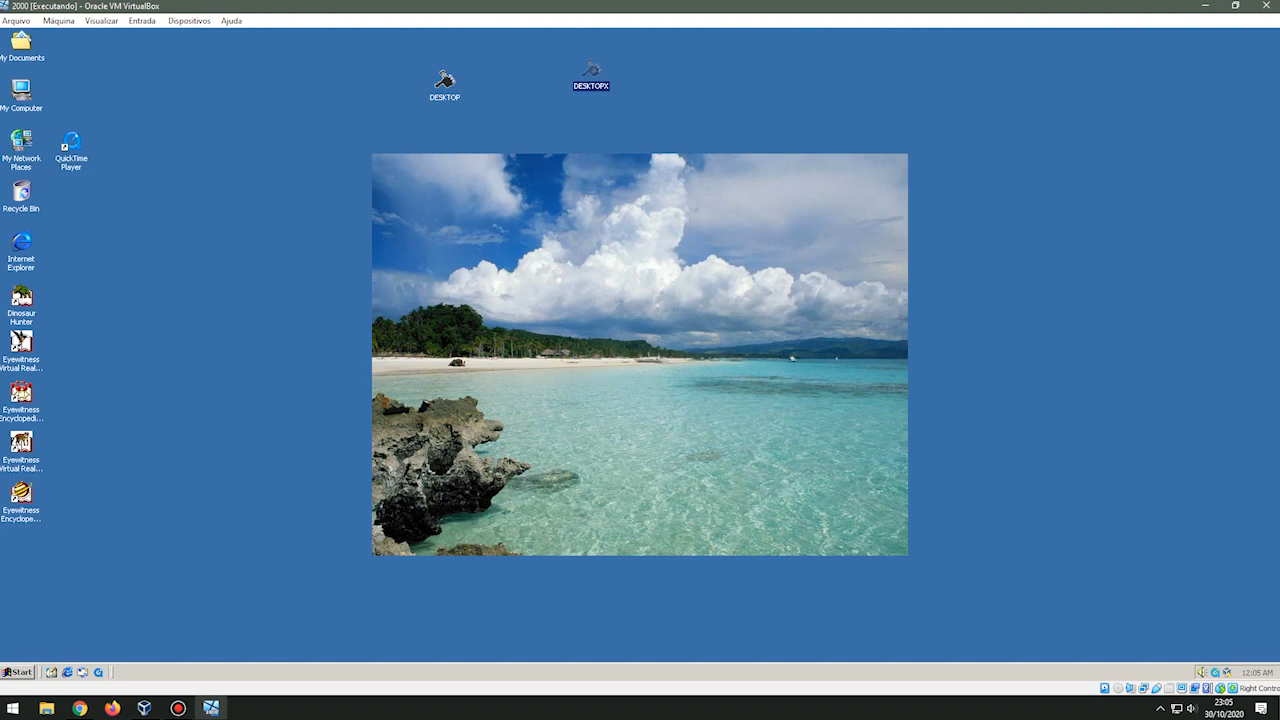 2000 [Executando] - Oracle VM VirtualBox
Arquivo Máquina Visualizar Entrada Dispositivos Ajuda
My Documents
DESKTOP
DESKTOPX
My Computer
My Network
Places
QuickTime
Player
Recycle Bin
Internet
Explorer
Dinosaur
Hunter
Eyewitness
Virtual Real...
Eyewitness
Encyclopedi...
Eyewitness
Virtual Real...
Eyewitness
Encyclope...
Start
12:05 AM
Right Contro
23:05
30/10/2020